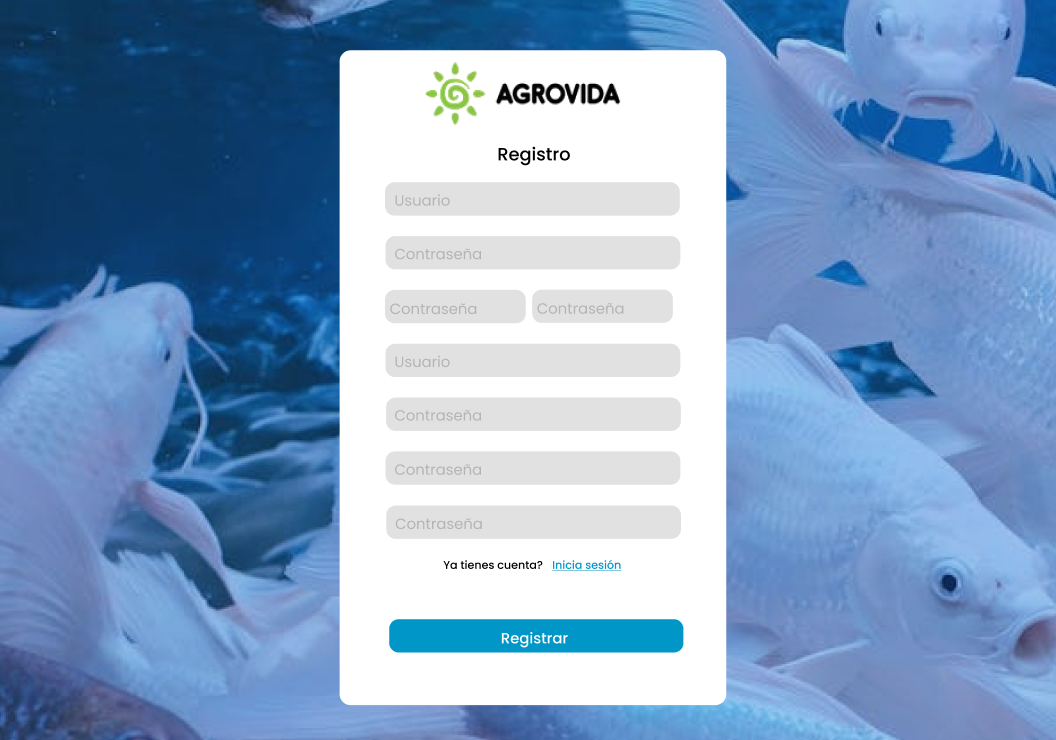 AGROVIDA
Registro
Usuario
Contraseña
Contraseña Contraseña
Usuario
Contraseña
Contraseña
Contraseña
Ya tienes cuenta? Inicia sesión
Registrar